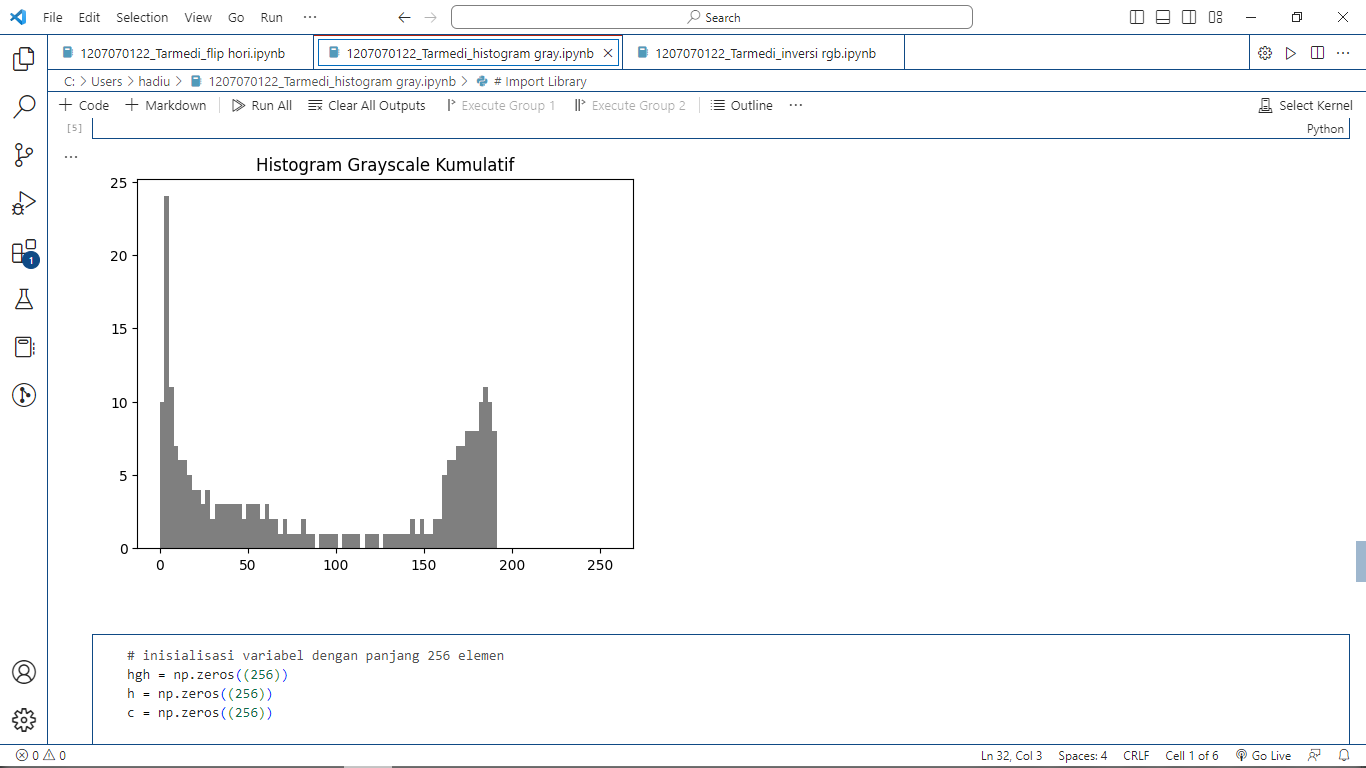 File Edit Selection View Go Run ··· Search
1207070122_Tarmedi_flip hori.ipynb 1207070122_Tarmedi_histogram gray.ipynb 1207070122_Tarmedi_inversi rgb.ipynb
C: > Users > hadiu > 1207070122_Tarmedi_histogram gray.ipynb > # Import Library
+ Code + Markdown Run All Clear All Outputs Execute Group 1 Execute Group 2 Outline ··· Select Kernel
[5] Python
...
Histogram Grayscale Kumulatif
25
20
15
10
5
0
0 50 100 150 200 250
1
# inisialisasi variabel dengan panjang 256 elemen
hgh = np.zeros((256))
h = np.zeros((256))
c = np.zeros((256))
0 0 Ln 32, Col 3 Spaces: 4 CRLF Cell 1 of 6 Go Live